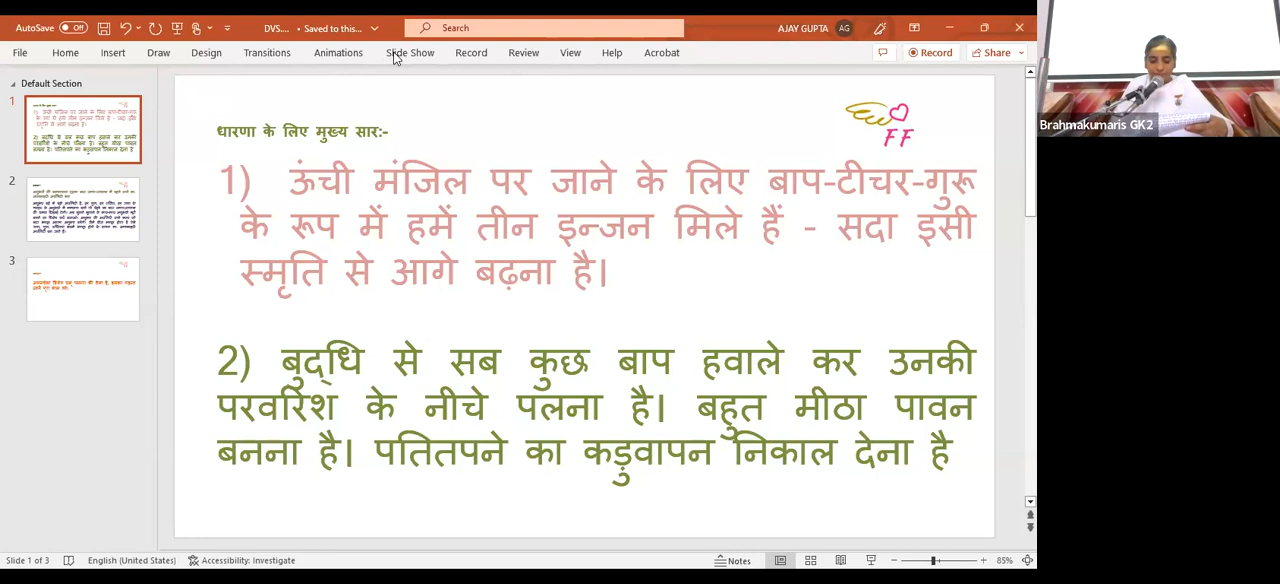 AutoSave Off DVS.... - Saved to this... Search AJAY GUPTA AG
File Home Insert Draw Design Transitions Animations Slide Show Record Review View Help Acrobat Record Share
Default Section
1
2
3
धारणा के लिए मुख्य सार:-
FF
1) ऊंची मंजिल पर जाने के लिए बाप-टीचर-गुरू
के रूप में हमें तीन इन्जन मिले हैं - सदा इसी
स्मृति से आगे बढ़ना है।
2) बुद्धि से सब कुछ बाप हवाले कर उनकी
परवरिश के नीचे पलना है। बहुत मीठा पावन
बनना है। पतितपने का कड़ुवापन निकाल देना है
Slide 1 of 3 English (United States) Accessibility: Investigate Notes 85%
Brahmakumaris GK2